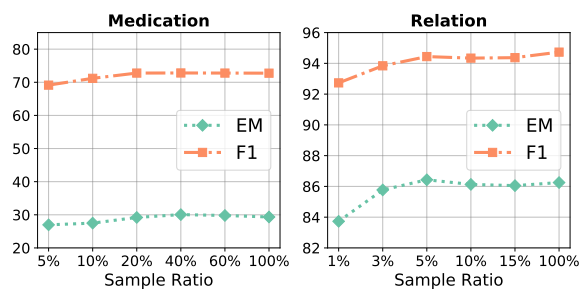 Medication
80
70
60
50
40
30
20
5% 10% 20% 40% 60% 100%
Sample Ratio
EM
F1
Relation
96
94
92
90
88
86
84
82
1% 3% 5% 10% 15% 100%
Sample Ratio
EM
F1